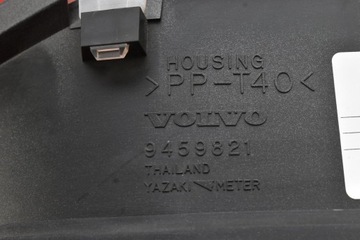 HOUSING
>PP-T40<
VOLVO
9459821
THAILAND
YAZAKI METER